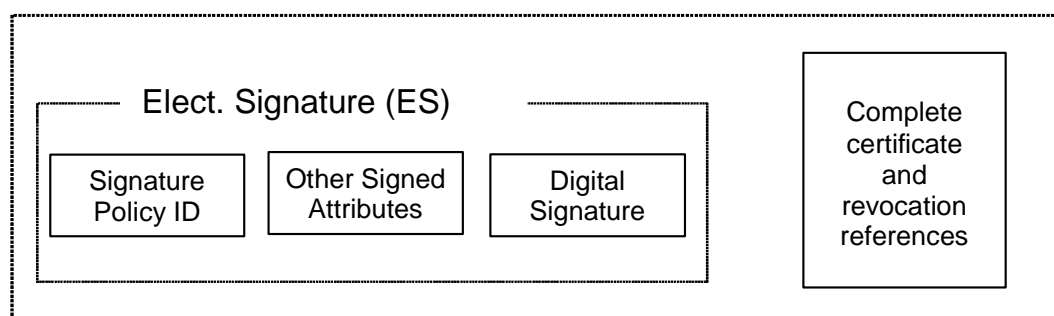 Elect. Signature (ES)
Signature
Policy ID
Other Signed
Attributes
Digital
Signature
Complete
certificate
and
revocation
references